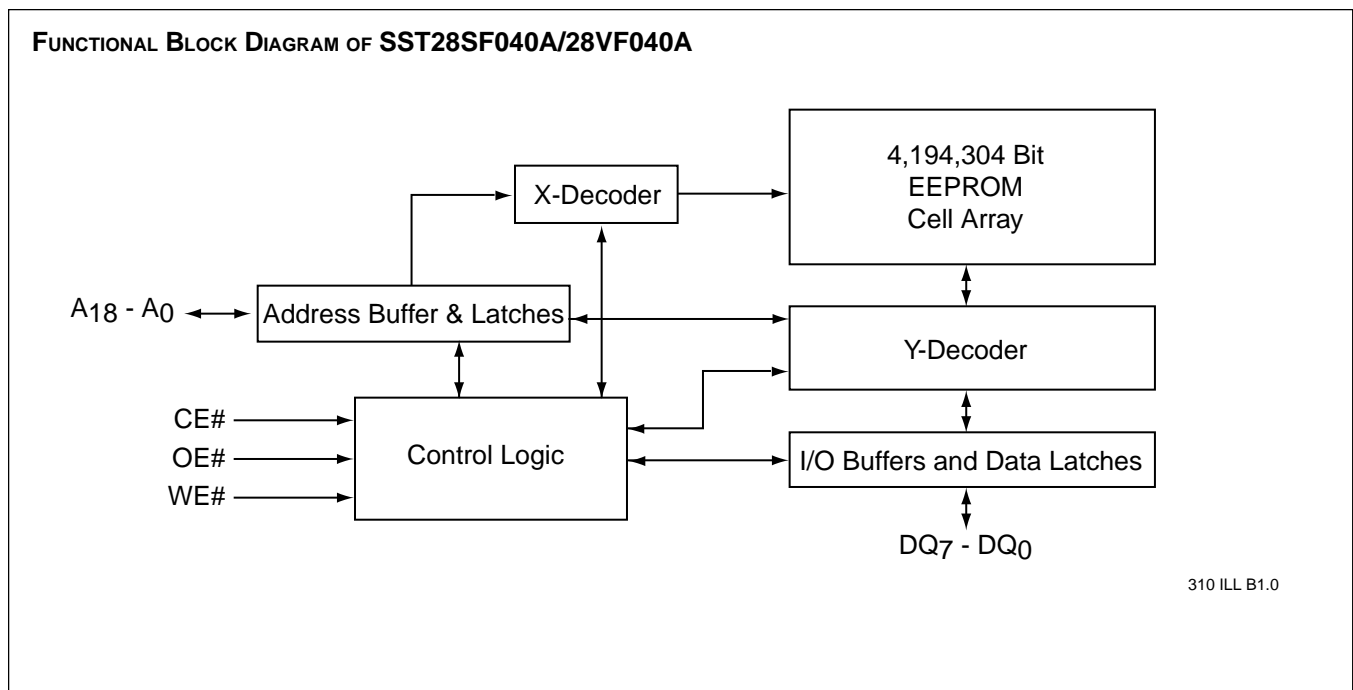 FUNCTIONAL BLOCK DIAGRAM OF SST28SF040A/28VF040A
4,194,304 Bit
EEPROM
Cell Array
X-Decoder
A18 - A0
Address Buffer & Latches
Y-Decoder
CE#
OE#
WE#
Control Logic
I/O Buffers and Data Latches
DQ7 - DQ0
310 ILL B1.0